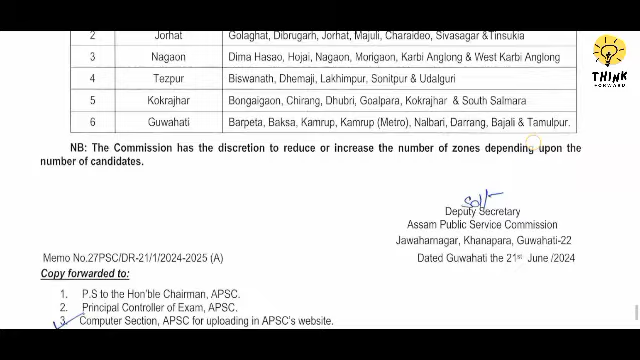 2 Jorhat Golaghat, Dibrugarh, Jorhat, Majuli, Charaideo, Sivasagar &Tinsukia
3 Nagaon Dima Hasao, Hojai, Nagaon, Morigaon, Karbi Anglong & West Karbi Anglong
4 Tezpur Biswanath, Dhemaji, Lakhimpur, Sonitpur & Udalguri
5 Kokrajhar Bongaigaon, Chirang, Dhubri, Goalpara, Kokrajhar & South Salmara
6 Guwahati Barpeta, Baksa, Kamrup, Kamrup (Metro), Nalbari, Darrang, Bajali & Tamulpur.
NB: The Commission has the discretion to reduce or increase the number of zones depending upon the
number of candidates.
Sd/-
Deputy Secretary
Assam Public Service Commission
Jawaharnagar, Khanapara, Guwahati-22
Memo No.27PSC/DR-21/1/2024-2025 (A) Dated Guwahati the 21st June /2024
Copy forwarded to:
1. P.S to the Hon'ble Chairman, APSC.
2. Principal Controller of Exam, APSC.
3. Computer Section, APSC for uploading in APSC's website.
THINK
FORWARD